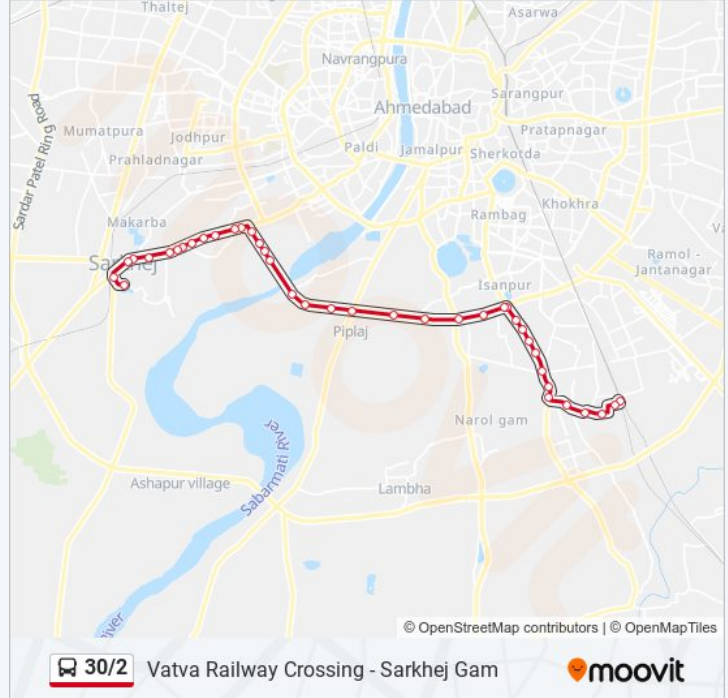 Thaltej
Asarwa
Navrangpura
Sarangpur
Ahmedabad
Mumatpura
Jodhpur
Pratapnagar
Paldi
Jamalpur
Sherkotda
Prahladnagar
Sardar Patel Ring Road
Khokhra
Rambag
Makarba
Ramol -
Jantanagar
Sarkhej
Isanpur
Piplaj
Narol gam
Sabarmati River
Ashapur village
Lambha
© OpenStreetMap contributors | © OpenMapTiles
30/2 Vatva Railway Crossing - Sarkhej Gam
moovit